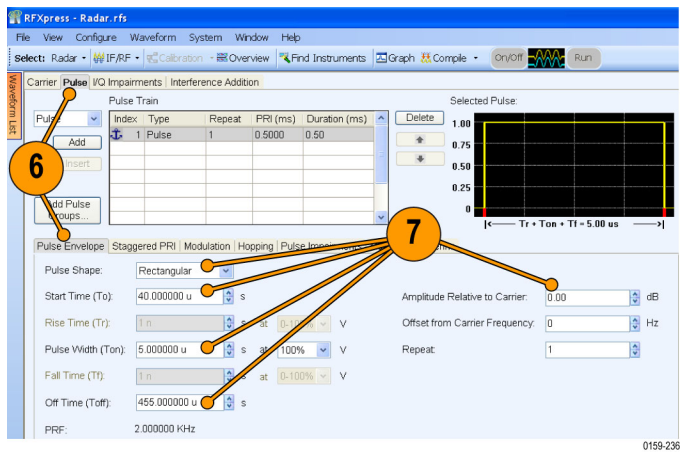 RFXpress - Radar.rfs
File View Configure Waveform System Window Help
Select: Radar IF/RF Calibration Overview Find Instruments Graph Compile On/Off Run
Waveform List
Carrier Pulse I/Q Impairments Interference Addition
Pulse Train
Selected Pulse:
Pulse
Index Type Repeat PRI (ms) Duration (ms)
1 Pulse 1 0.5000 0.50
Delete
Add
Insert
Add Pulse
Groups...
1.00
0.75
0.50
0.25
0
|<—— Tr + Ton + Tf = 5.00 us ——>|
6
7
Pulse Envelope Staggered PRI Modulation Hopping Pulse
Pulse Shape: Rectangular
Start Time (To): 40.000000 u s
Amplitude Relative to Carrier: 0.00 dB
Rise Time (Tr): 1 n s at 0-100% V
Offset from Carrier Frequency: 0 Hz
Pulse Width (Ton): 5.000000 u s at 100% V
Repeat: 1
Fall Time (Tf): 1 n s at 0-100% V
Off Time (Toff): 455.000000 u s
PRF: 2.000000 KHz
0159-236